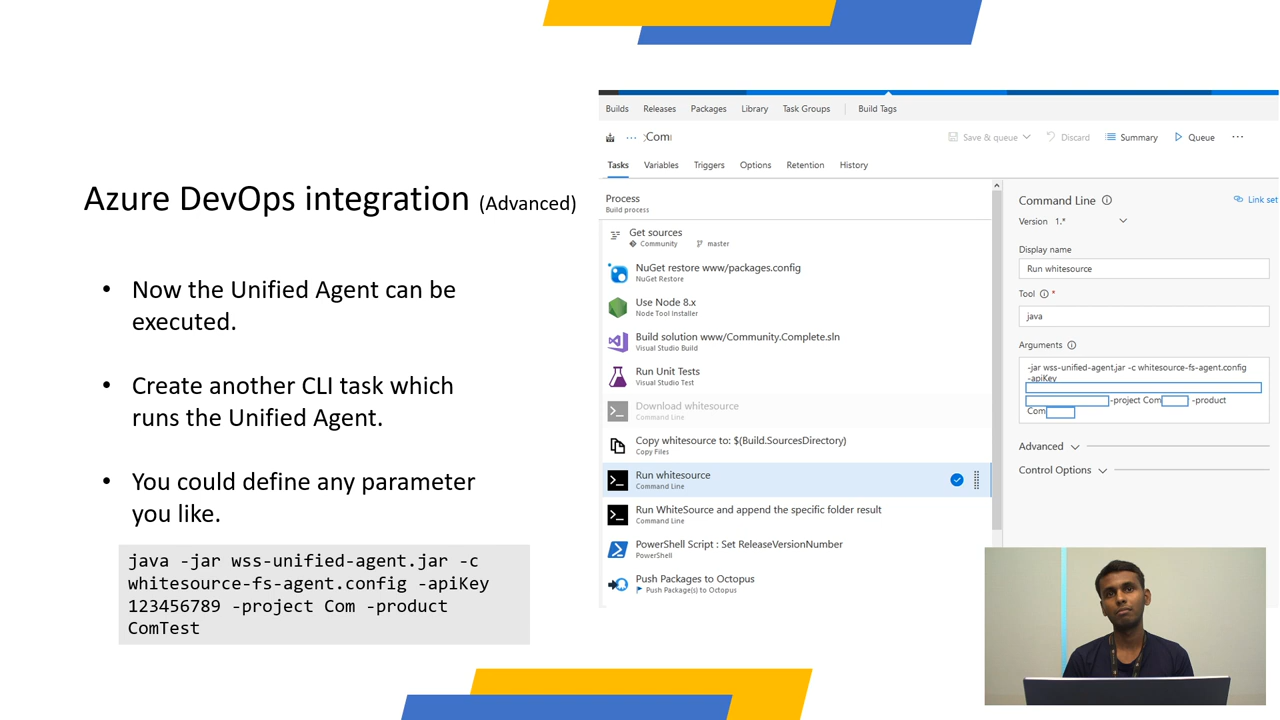 Azure DevOps integration (Advanced)
• Now the Unified Agent can be
executed.
• Create another CLI task which
runs the Unified Agent.
• You could define any parameter
you like.
java -jar wss-unified-agent.jar -c
whitesource-fs-agent.config -apiKey
123456789 -project Com -product
ComTest
Builds Releases Packages Library Task Groups Build Tags
... Com Save & queue Discard Summary Queue ...
Tasks Variables Triggers Options Retention History
Process
Build process
Get sources
Community master
NuGet restore www/packages.config
NuGet Restore
Use Node 8.x
Node Tool Installer
Build solution www/Community.Complete.sln
Visual Studio Build
Run Unit Tests
Visual Studio Test
Download whitesource
Command Line
Copy whitesource to: $(Build.SourcesDirectory)
Copy Files
Run whitesource
Command Line
Run WhiteSource and append the specific folder result
Command Line
PowerShell Script : Set ReleaseVersionNumber
PowerShell
Push Packages to Octopus
Push Package(s) to Octopus
Command Line Link set
Version 1.*
Display name
Run whitesource
Tool *
java
Arguments
-jar wss-unified-agent.jar -c whitesource-fs-agent.config
-apiKey
-project Com -product
Com
Advanced
Control Options